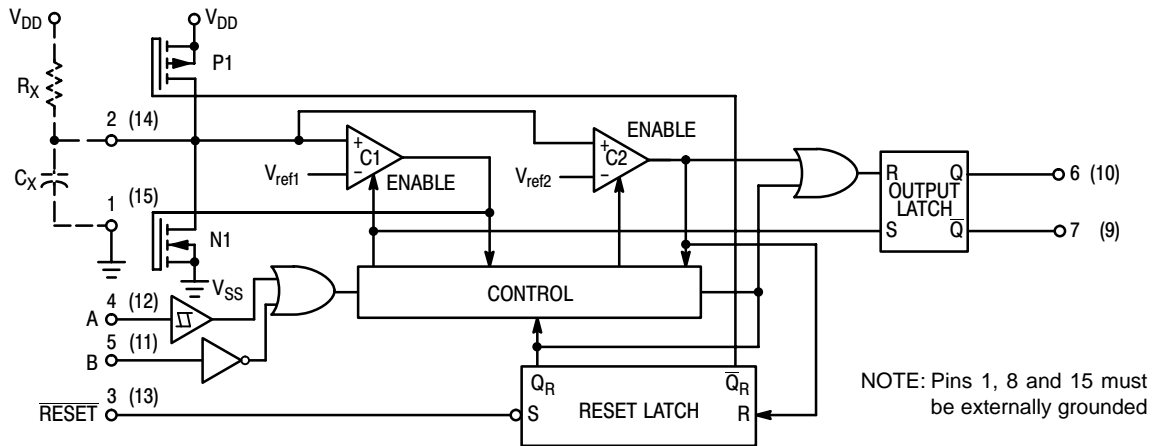 V_DD
V_DD
P1
R_X
2 (14)
ENABLE
+
C1
−
V_ref1
ENABLE
+
C2
−
V_ref2
C_X
1
(15)
R
Q
OUTPUT
LATCH
S
Q̅
6 (10)
7 (9)
N1
V_SS
CONTROL
4 (12)
A
5 (11)
B
3 (13)
R̅E̅S̅E̅T̅
Q_R
Q̅_R
S
RESET LATCH
R
NOTE: Pins 1, 8 and 15 must
be externally grounded